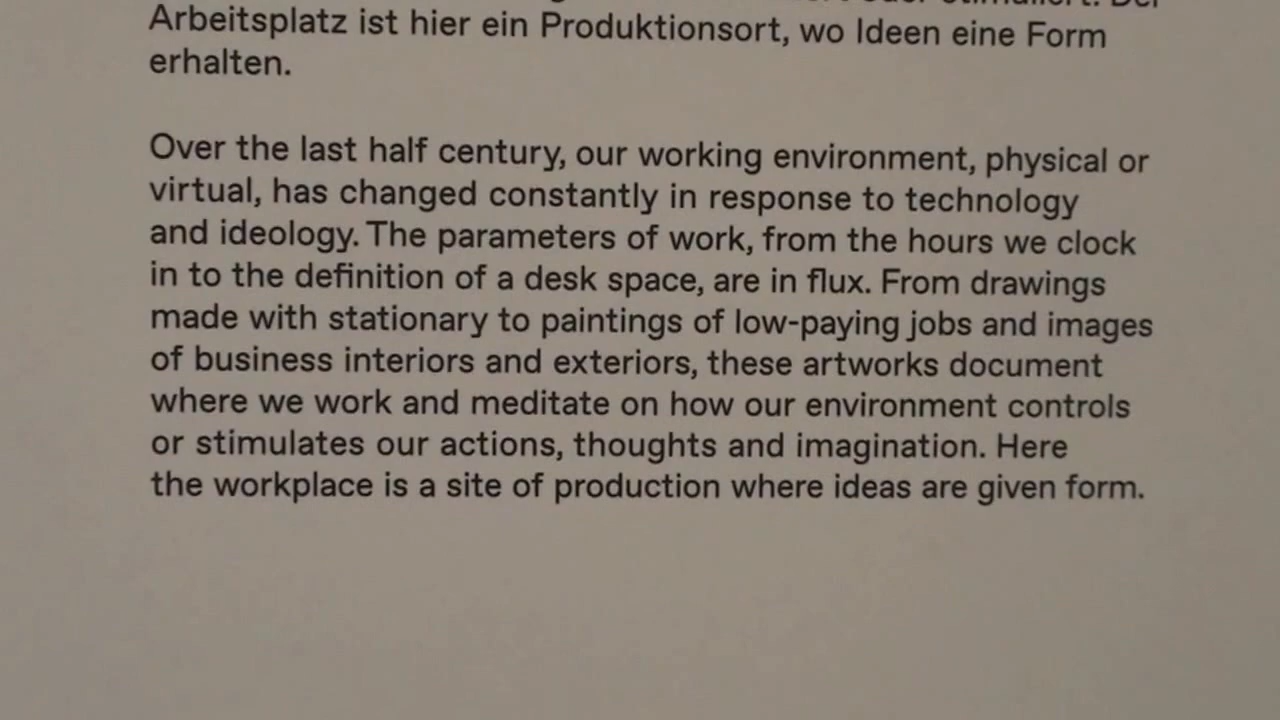 Arbeitsplatz ist hier ein Produktionsort, wo Ideen eine Form
erhalten.
Over the last half century, our working environment, physical or
virtual, has changed constantly in response to technology
and ideology. The parameters of work, from the hours we clock
in to the definition of a desk space, are in flux. From drawings
made with stationary to paintings of low-paying jobs and images
of business interiors and exteriors, these artworks document
where we work and meditate on how our environment controls
or stimulates our actions, thoughts and imagination. Here
the workplace is a site of production where ideas are given form.